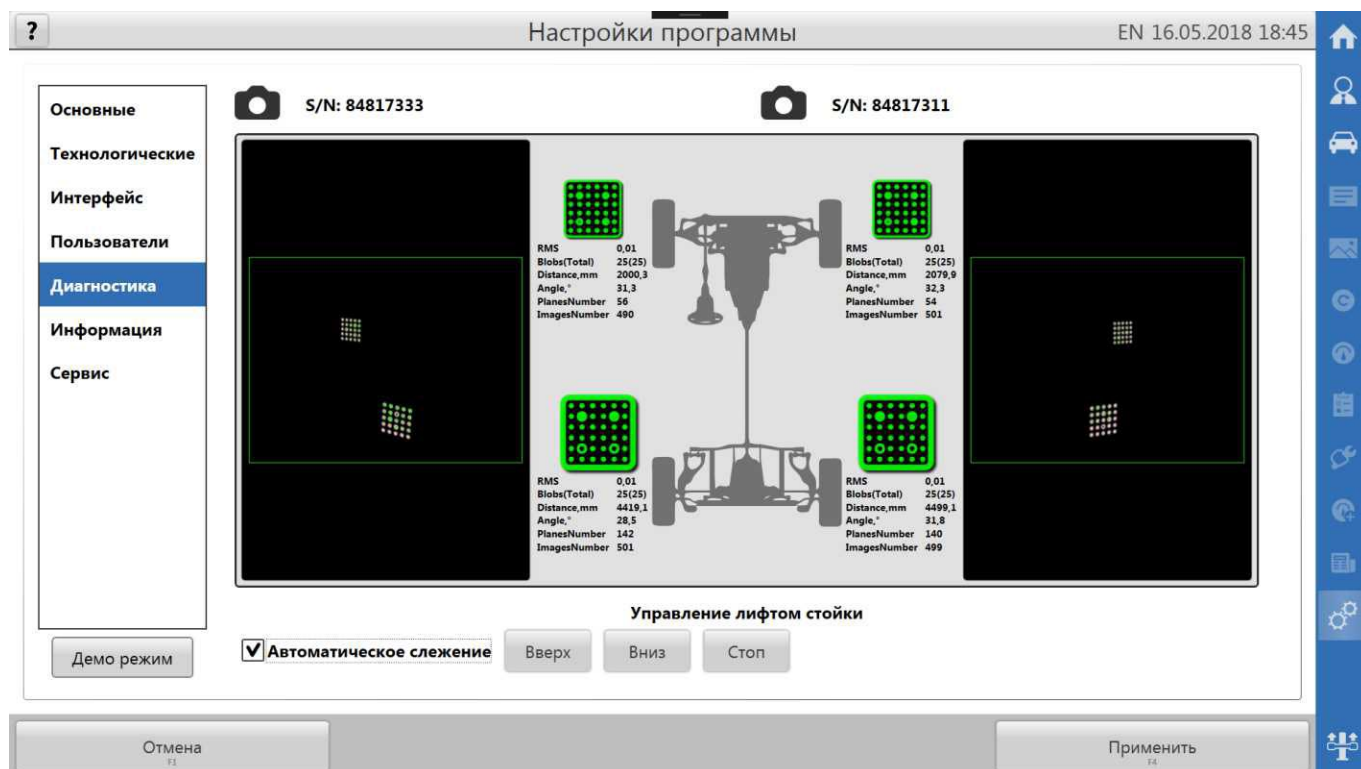 ?
Настройки программы
EN 16.05.2018 18:45
Основные
Технологические
Интерфейс
Пользователи
Диагностика
Информация
Сервис
Демо режим
S/N: 84817333
S/N: 84817311
RMS 0,01
Blobs(Total) 25(25)
Distance,mm 2000,3
Angle,° 31,3
PlanesNumber 56
ImagesNumber 490
RMS 0,01
Blobs(Total) 25(25)
Distance,mm 2079,9
Angle,° 32,3
PlanesNumber 54
ImagesNumber 501
RMS 0,01
Blobs(Total) 25(25)
Distance,mm 4419,1
Angle,° 28,5
PlanesNumber 142
ImagesNumber 501
RMS 0,01
Blobs(Total) 25(25)
Distance,mm 4499,1
Angle,° 31,8
PlanesNumber 140
ImagesNumber 499
Управление лифтом стойки
Автоматическое слежение
Вверх
Вниз
Стоп
Отмена
F1
Применить
F4